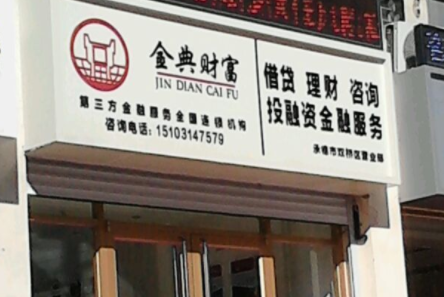 金典财富
JIN DIAN CAI FU
第三方金融服务全国连锁机构
咨询电话：15103147579
借贷 理财 咨询
投融资金融服务
承德市双桥区营业部